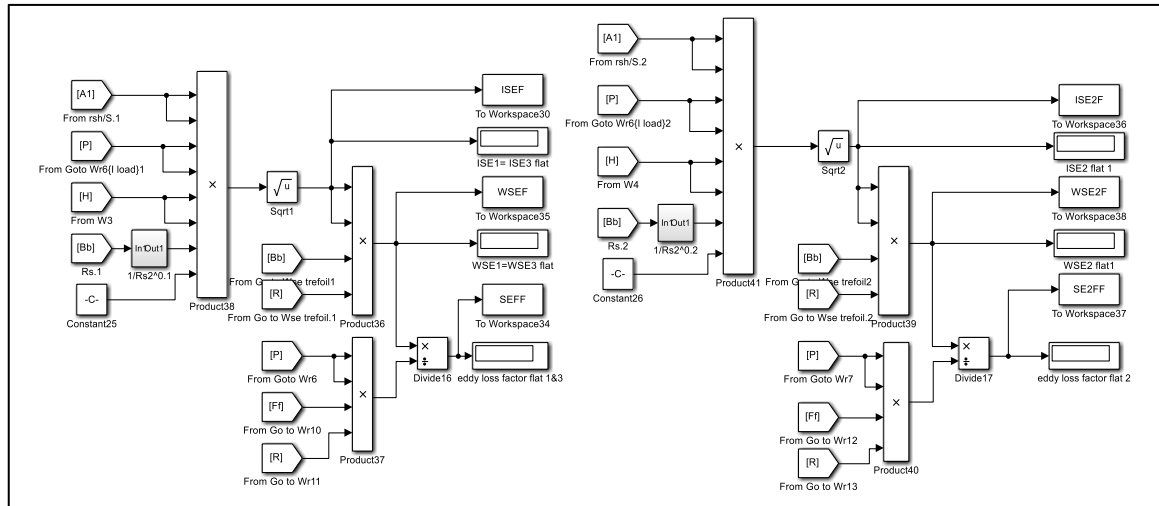 [A1]
From rsh/S.1
[P]
From Goto Wr6{I load}1
[H]
From W3
[Bb]
Rs.1
In1Out1
1/Rs2^0.1
-C-
Constant25
×
Product38
√u
Sqrt1
ISEF
To Workspace30
ISE1= ISE3 flat
WSEF
To Workspace35
WSE1=WSE3 flat
[Bb]
From Go to Wse trefoil1
[R]
From Go to Wse trefoil.1
×
Product36
SEFF
To Workspace34
[P]
From Goto Wr6
[Ff]
From Go to Wr10
[R]
From Go to Wr11
×
Product37
×
÷
Divide16
eddy loss factor flat 1&3
[A1]
From rsh/S.2
[P]
From Goto Wr6{I load}2
[H]
From W4
[Bb]
Rs.2
In1Out1
1/Rs2^0.2
-C-
Constant26
×
Product41
√u
Sqrt2
ISE2F
To Workspace36
ISE2 flat 1
WSE2F
To Workspace38
WSE2 flat1
[Bb]
From Go to Wse trefoil2
[R]
From Go to Wse trefoil.2
×
Product39
SE2FF
To Workspace37
[P]
From Goto Wr7
[Ff]
From Go to Wr12
[R]
From Go to Wr13
×
Product40
×
÷
Divide17
eddy loss factor flat 2